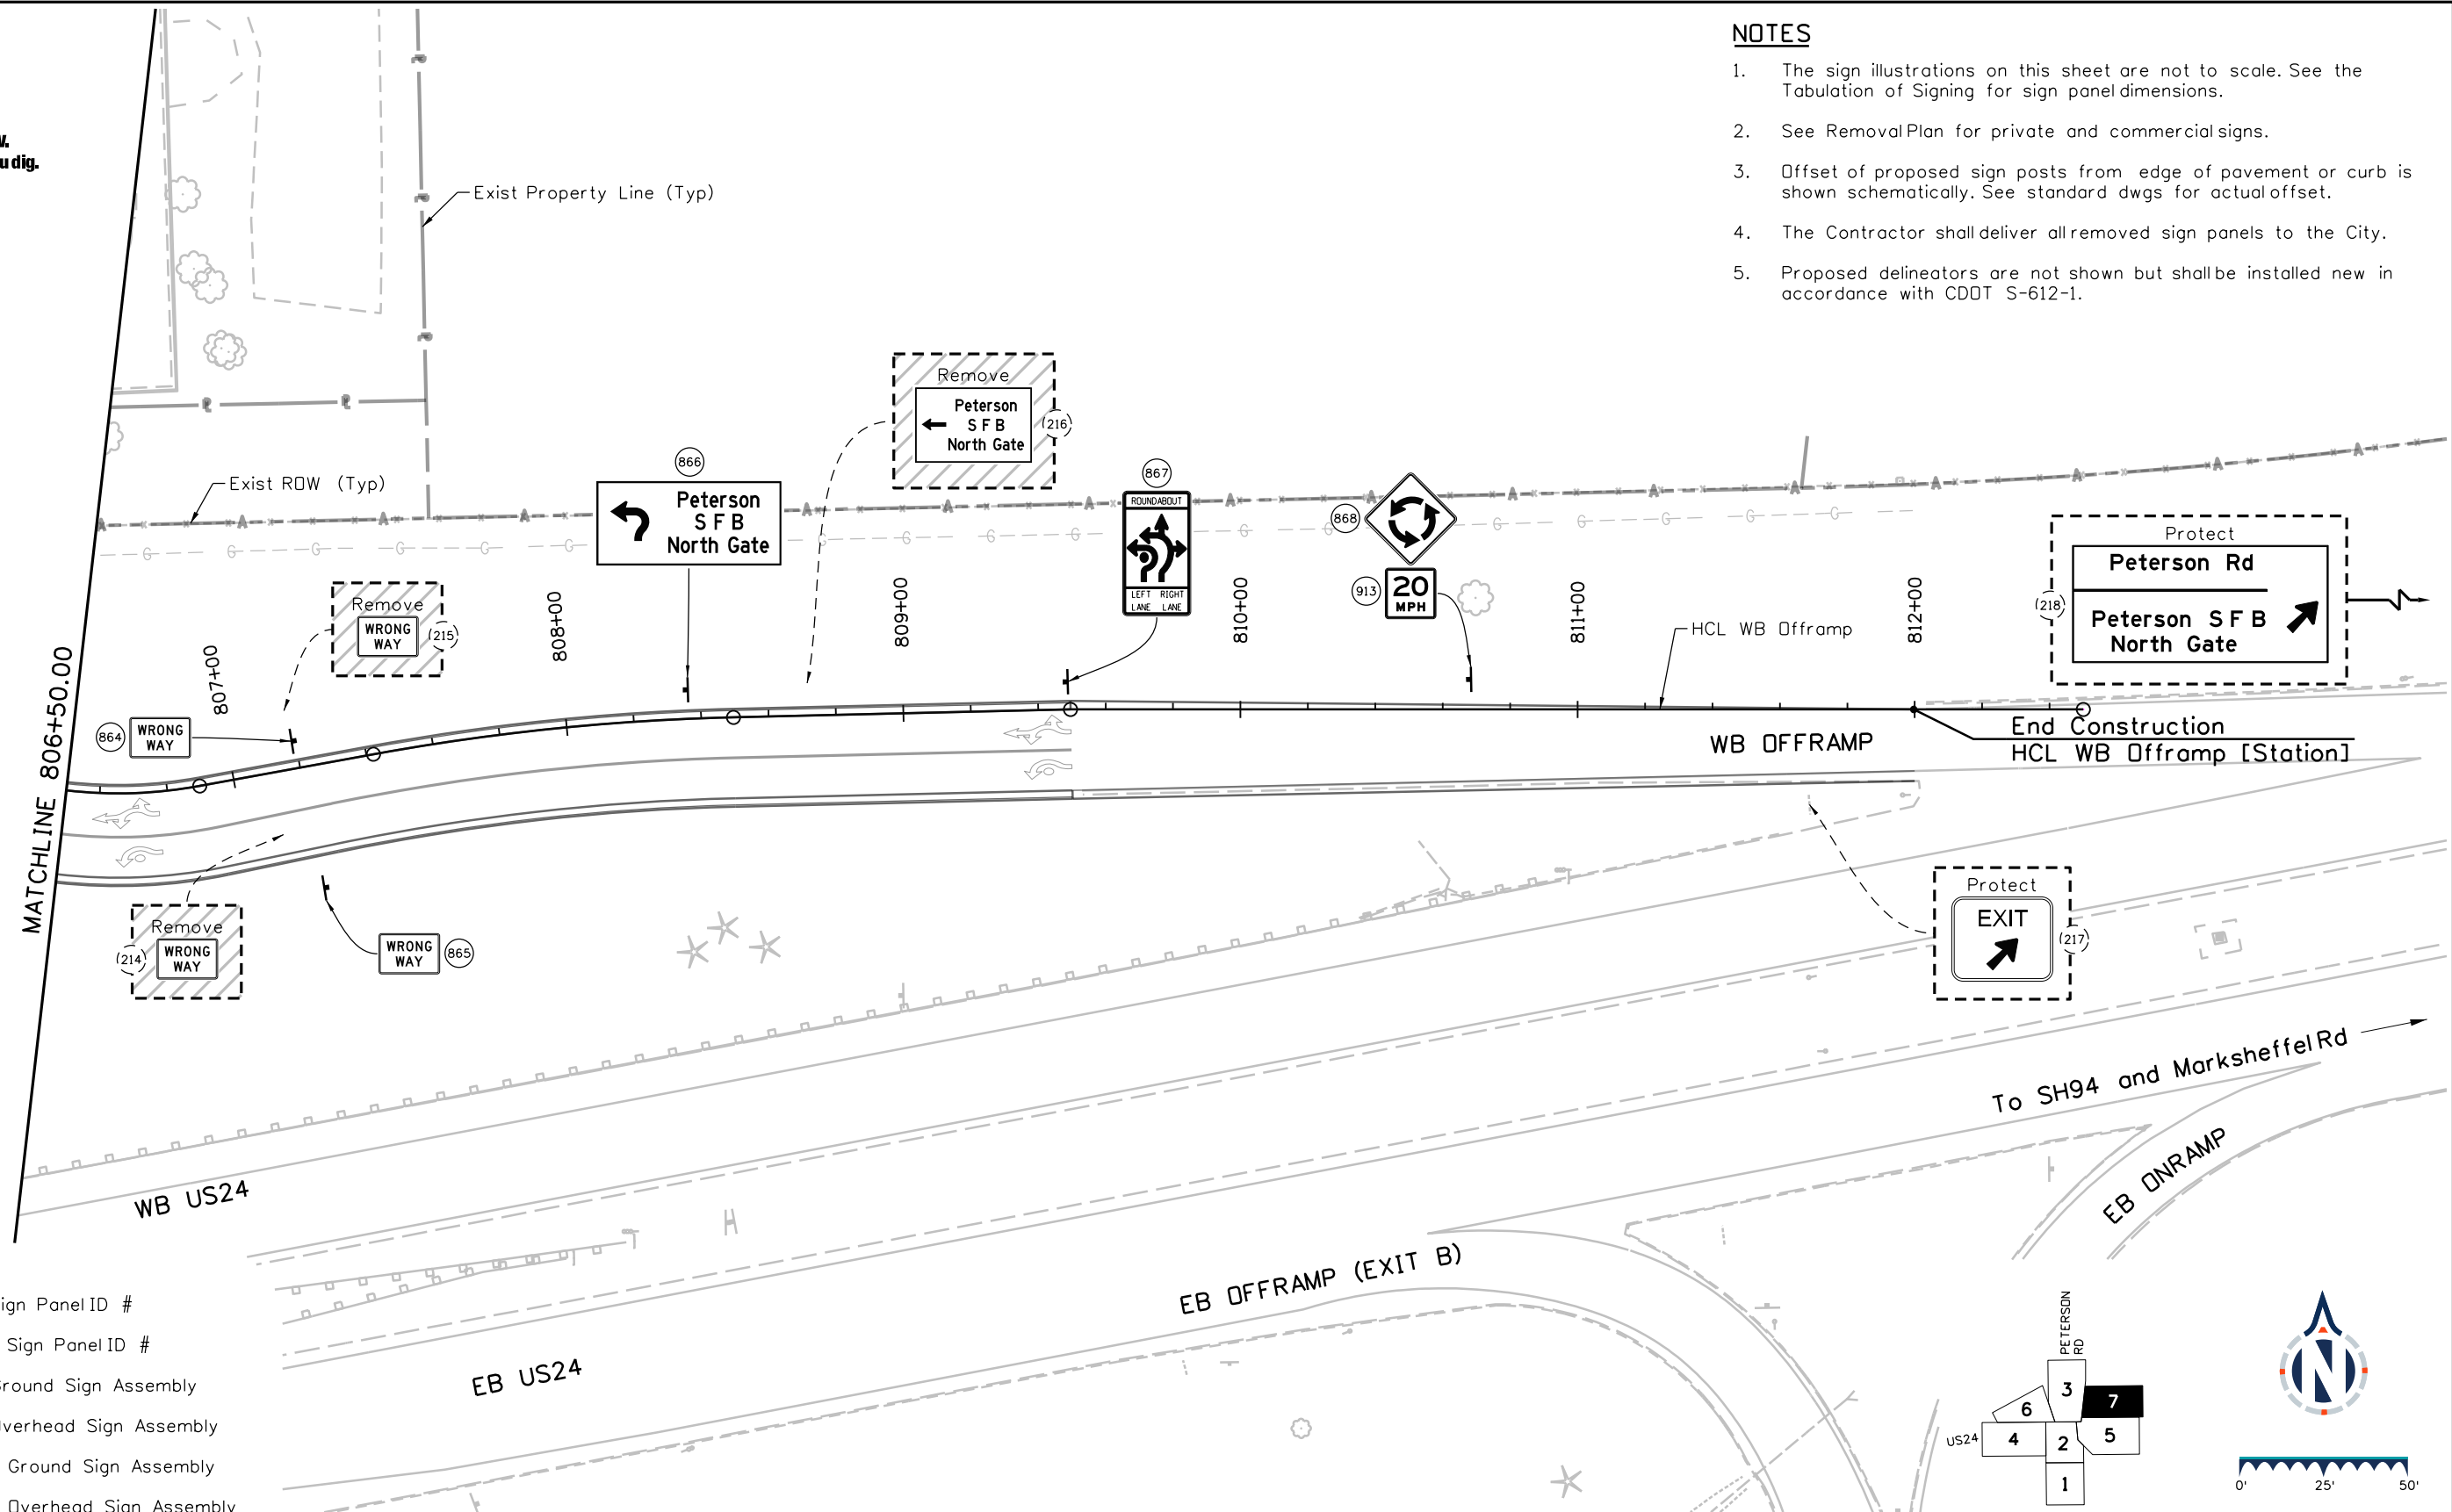 NOTES
1. The sign illustrations on this sheet are not to scale. See the
Tabulation of Signing for sign panel dimensions.
2. See Removal Plan for private and commercial signs.
3. Offset of proposed sign posts from edge of pavement or curb is
shown schematically. See standard dwgs for actual offset.
4. The Contractor shall deliver all removed sign panels to the City.
5. Proposed delineators are not shown but shall be installed new in
accordance with CDOT S-612-1.
u dig.
Exist Property Line (Typ)
Exist ROW (Typ)
Remove
Peterson
SFB
North Gate
216
866
Peterson
SFB
North Gate
867
ROUNDABOUT
LEFT RIGHT
LANE LANE
868
913
20
MPH
Protect
Peterson Rd
Peterson SFB
North Gate
218
Remove
WRONG
WAY
215
864
WRONG
WAY
MATCHLINE 806+50.00
807+00
808+00
809+00
810+00
811+00
812+00
HCL WB Offramp
WB OFFRAMP
End Construction
HCL WB Offramp [Station]
Remove
WRONG
WAY
214
WRONG
WAY
865
Protect
EXIT
217
WB US24
EB US24
EB OFFRAMP (EXIT B)
To SH94 and Marksheffel Rd
EB ONRAMP
ign Panel ID #
Sign Panel ID #
Ground Sign Assembly
Overhead Sign Assembly
Ground Sign Assembly
Overhead Sign Assembly
PETERSON
RD
US24
3
6
7
4
2
5
1
N
0' 25' 50'